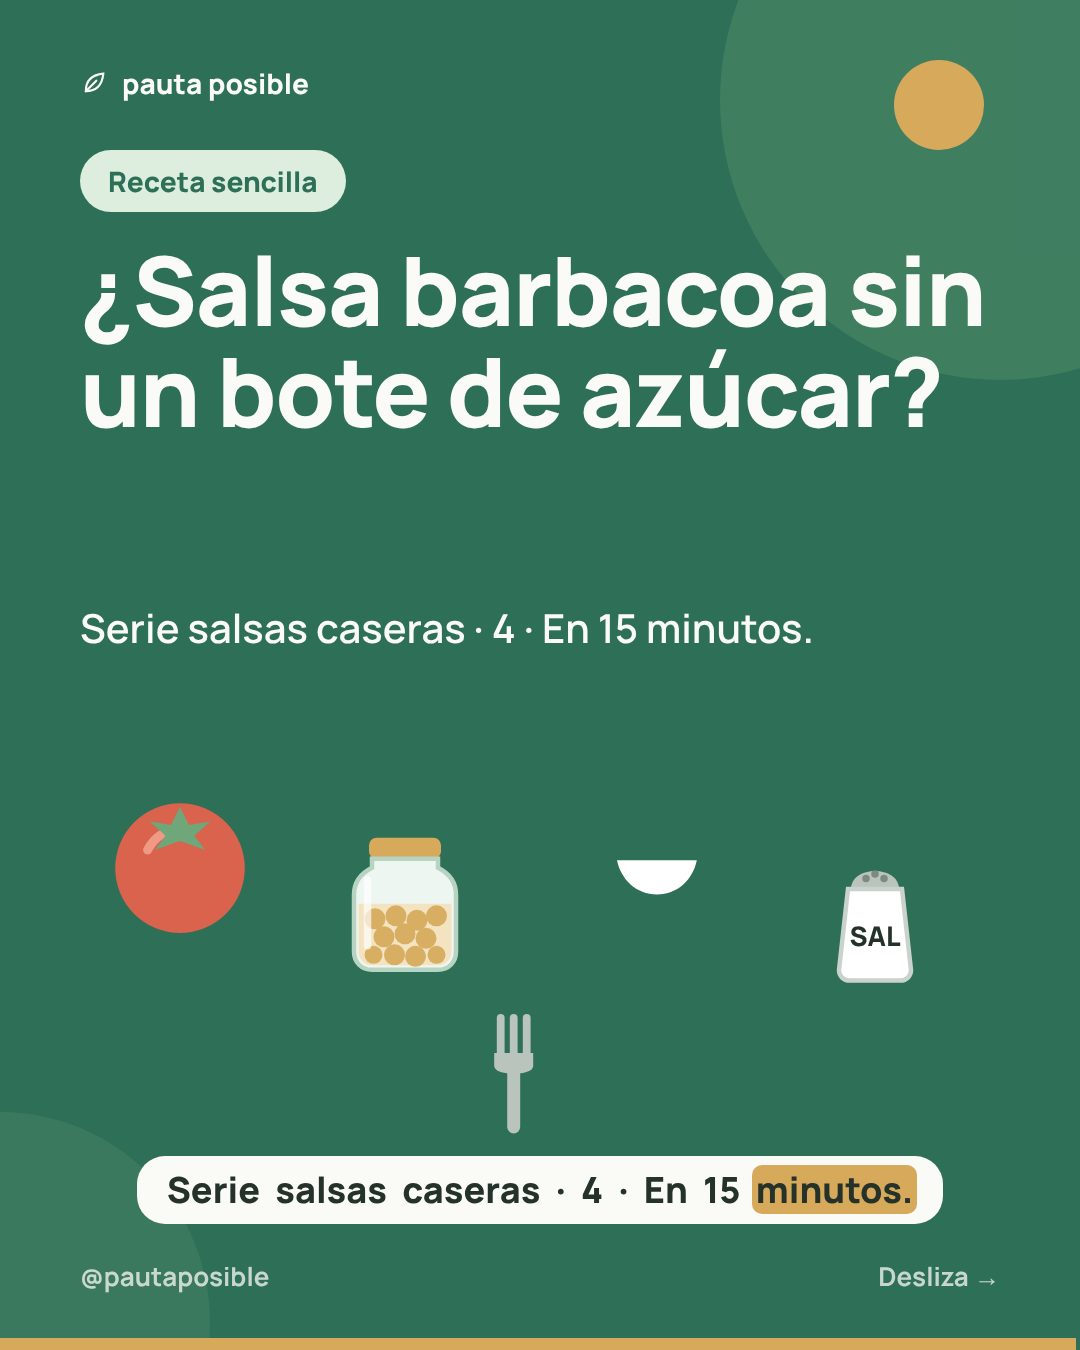 pauta posible
Receta sencilla
¿Salsa barbacoa sin
un bote de azúcar?
Serie salsas caseras · 4 · En 15 minutos.
SAL
Serie salsas caseras · 4 · En 15 minutos.
@pautaposible
Desliza →